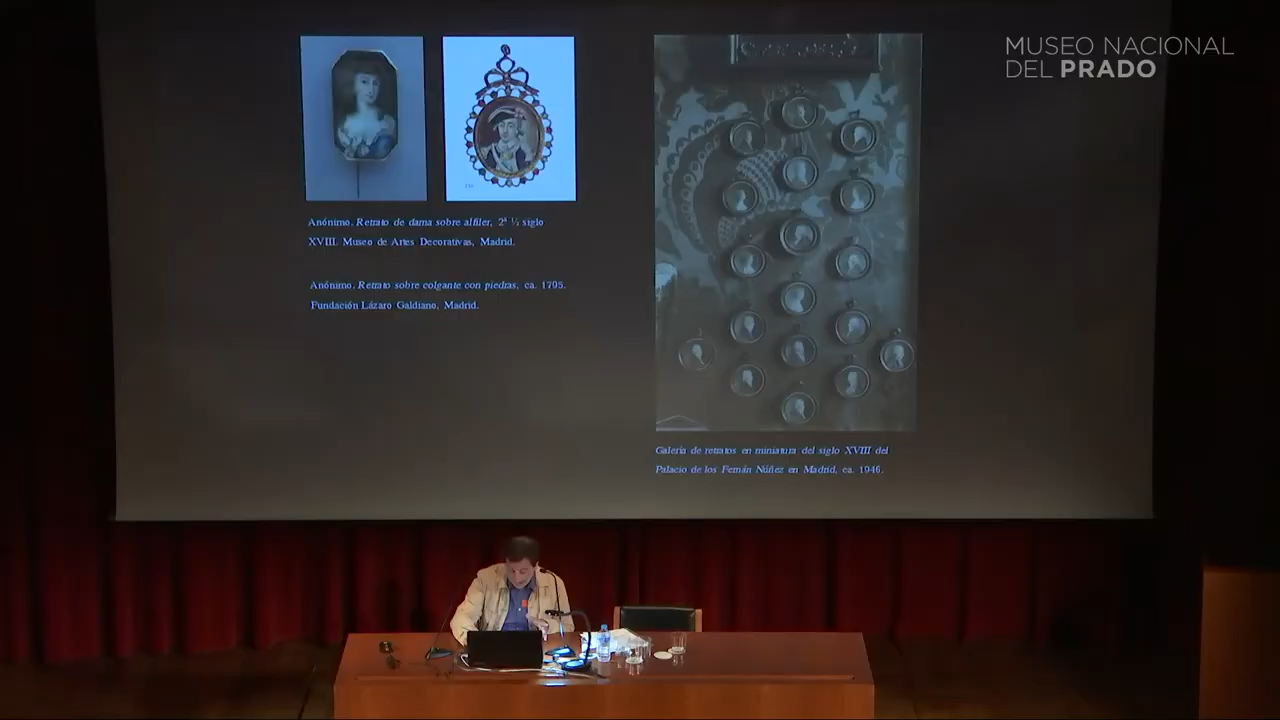 MUSEO NACIONAL
DEL PRADO
Anónimo. Retrato de dama sobre alfiler, 2ª ½ siglo
XVIII. Museo de Artes Decorativas, Madrid.
Anónimo. Retrato sobre colgante con piedras, ca. 1795.
Fundación Lázaro Galdiano, Madrid.
Galería de retratos en miniatura del siglo XVIII del
Palacio de los Fernán Núñez en Madrid, ca. 1946.